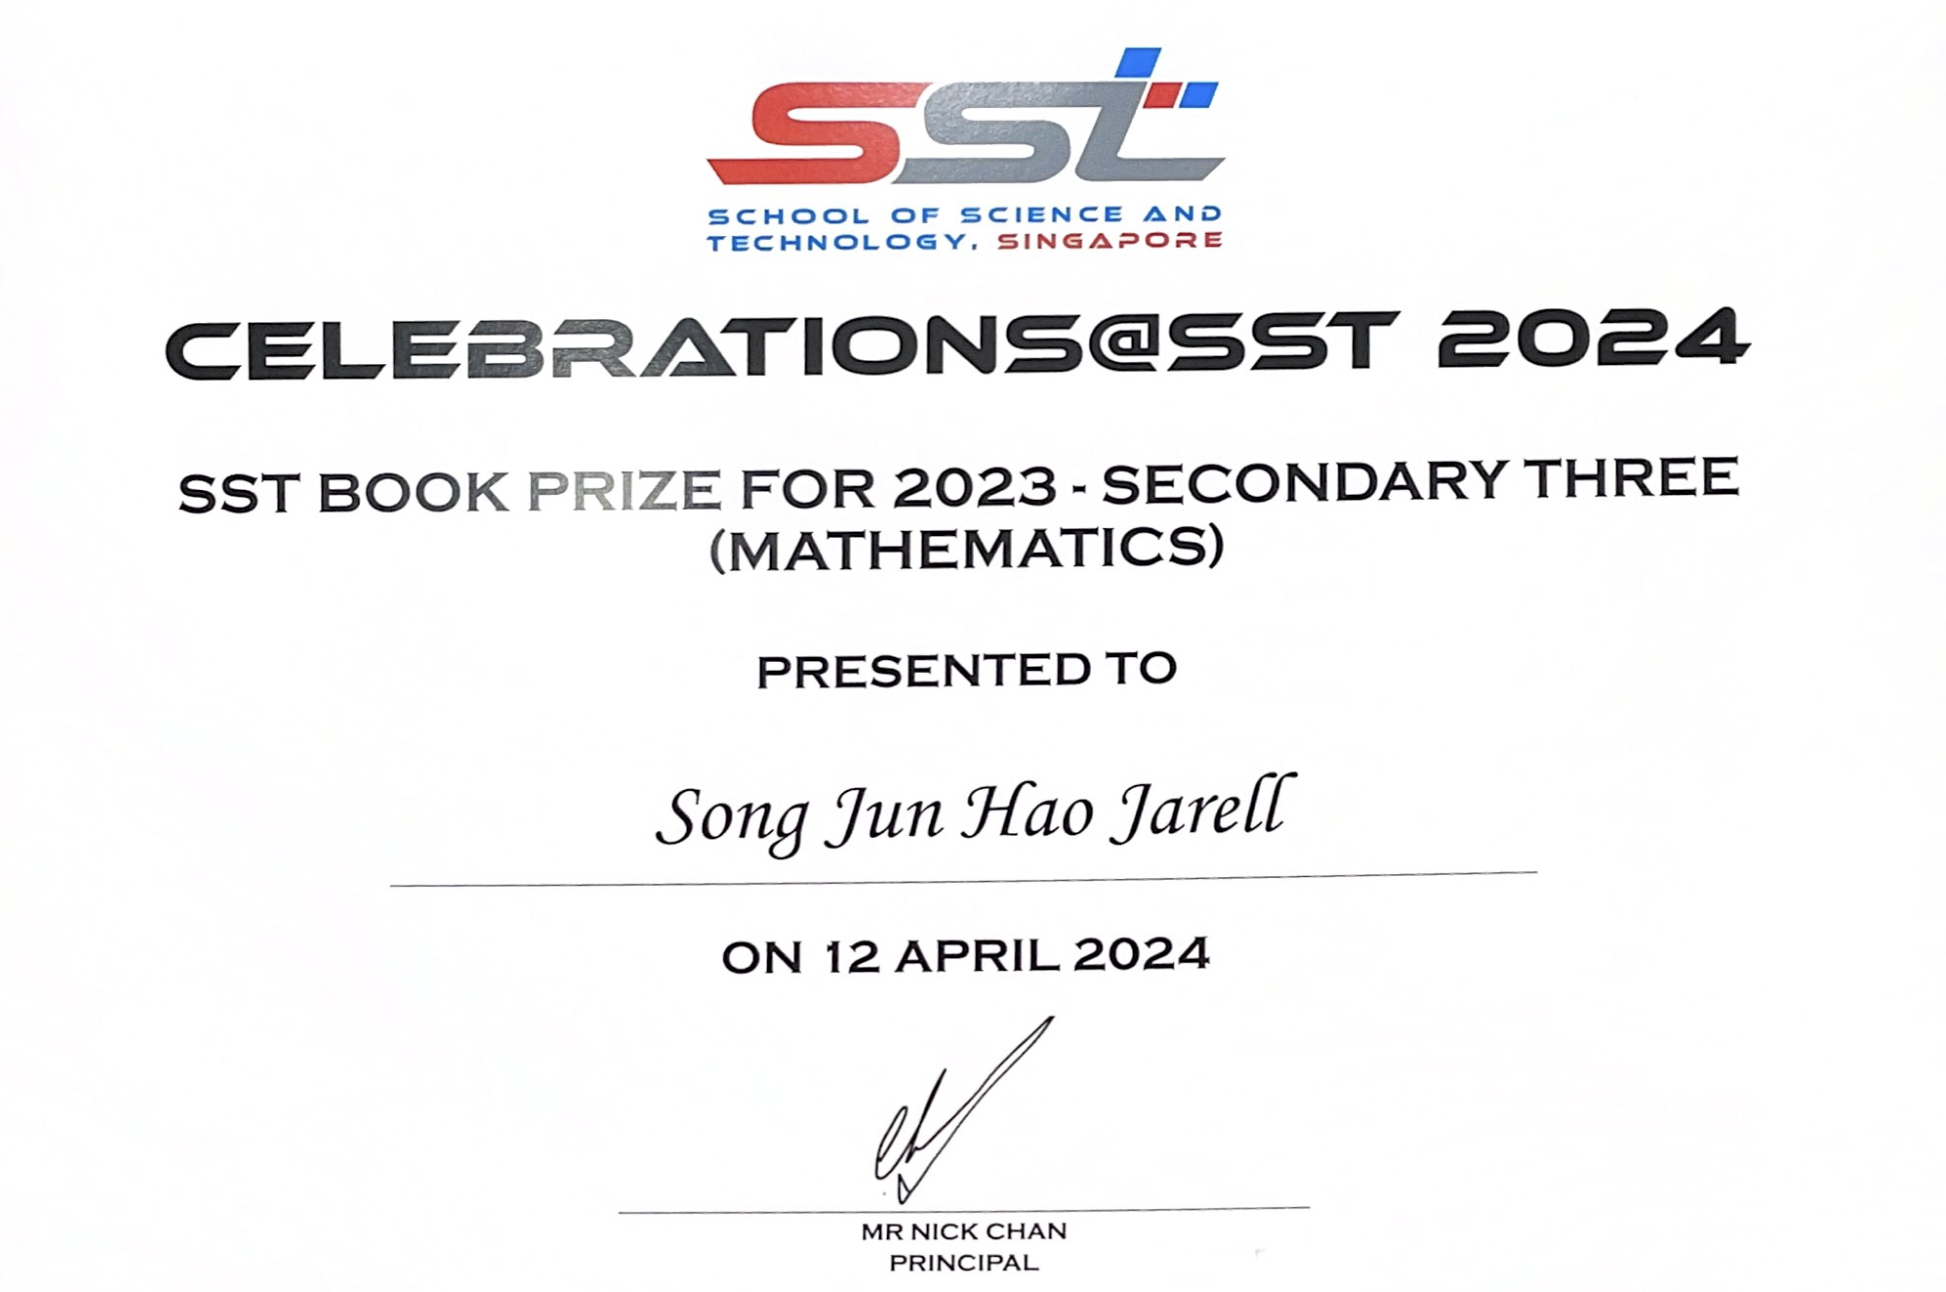 sst
SCHOOL OF SCIENCE AND
TECHNOLOGY, SINGAPORE
CELEBRATIONS@SST 2024
SST BOOK PRIZE FOR 2023 - SECONDARY THREE
(MATHEMATICS)
PRESENTED TO
Song Jun Hao Jarell
ON 12 APRIL 2024
MR NICK CHAN
PRINCIPAL